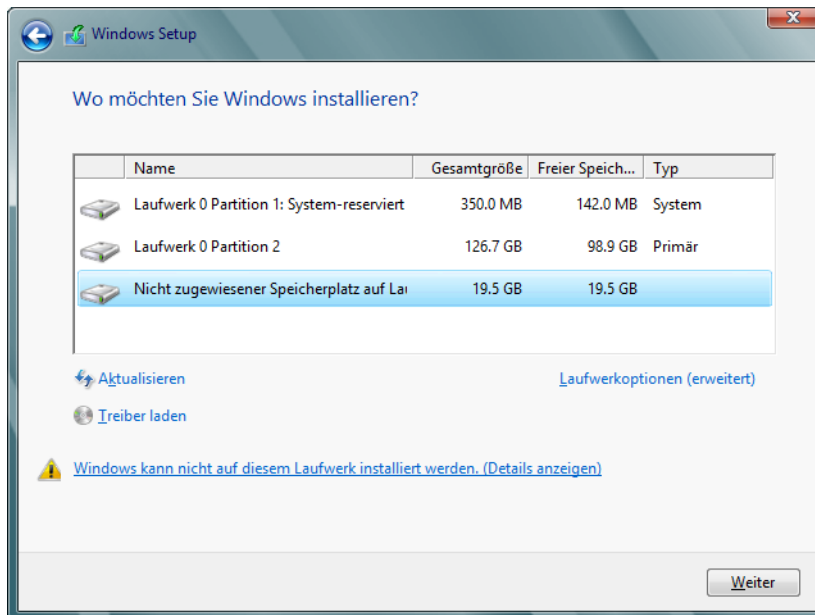 Windows Setup
Wo möchten Sie Windows installieren?
Name Gesamtgröße Freier Speich... Typ
Laufwerk 0 Partition 1: System-reserviert 350.0 MB 142.0 MB System
Laufwerk 0 Partition 2 126.7 GB 98.9 GB Primär
Nicht zugewiesener Speicherplatz auf Lau 19.5 GB 19.5 GB
Aktualisieren Laufwerkoptionen (erweitert)
Treiber laden
Windows kann nicht auf diesem Laufwerk installiert werden. (Details anzeigen)
Weiter